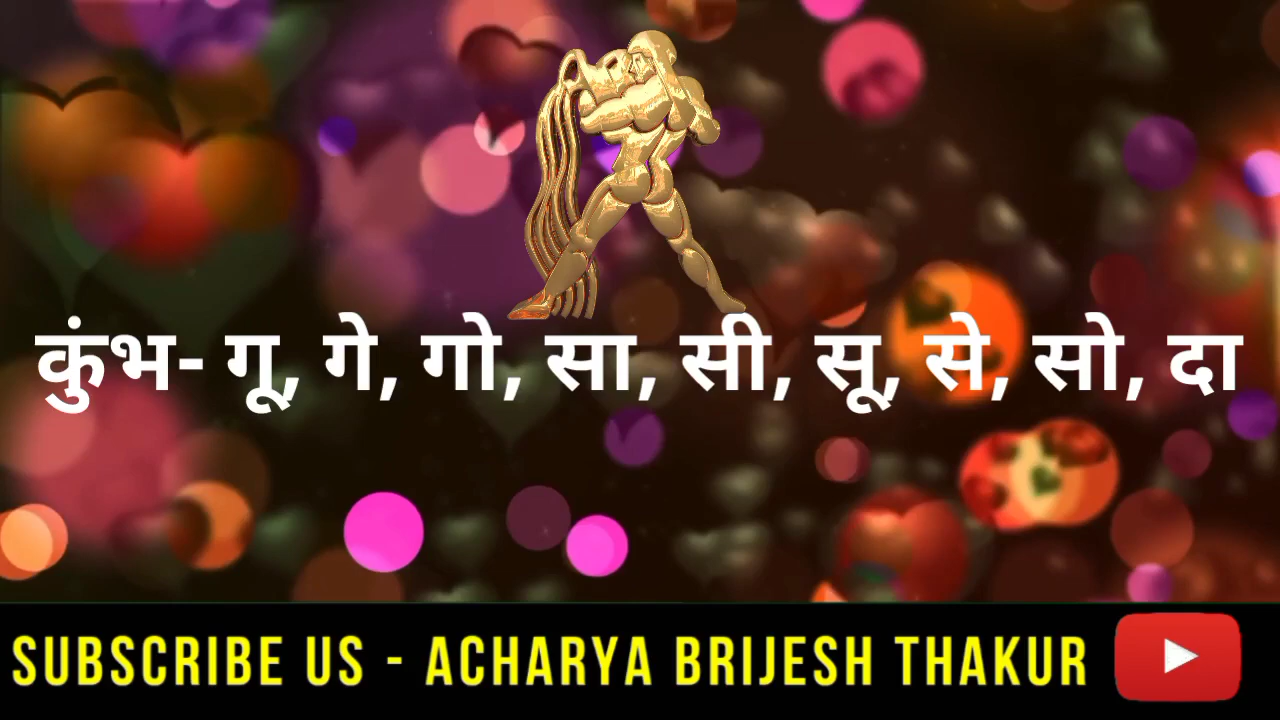 कुंभ- गू, गे, गो, सा, सी, सू, से, सो, दा
SUBSCRIBE US - ACHARYA BRIJESH THAKUR